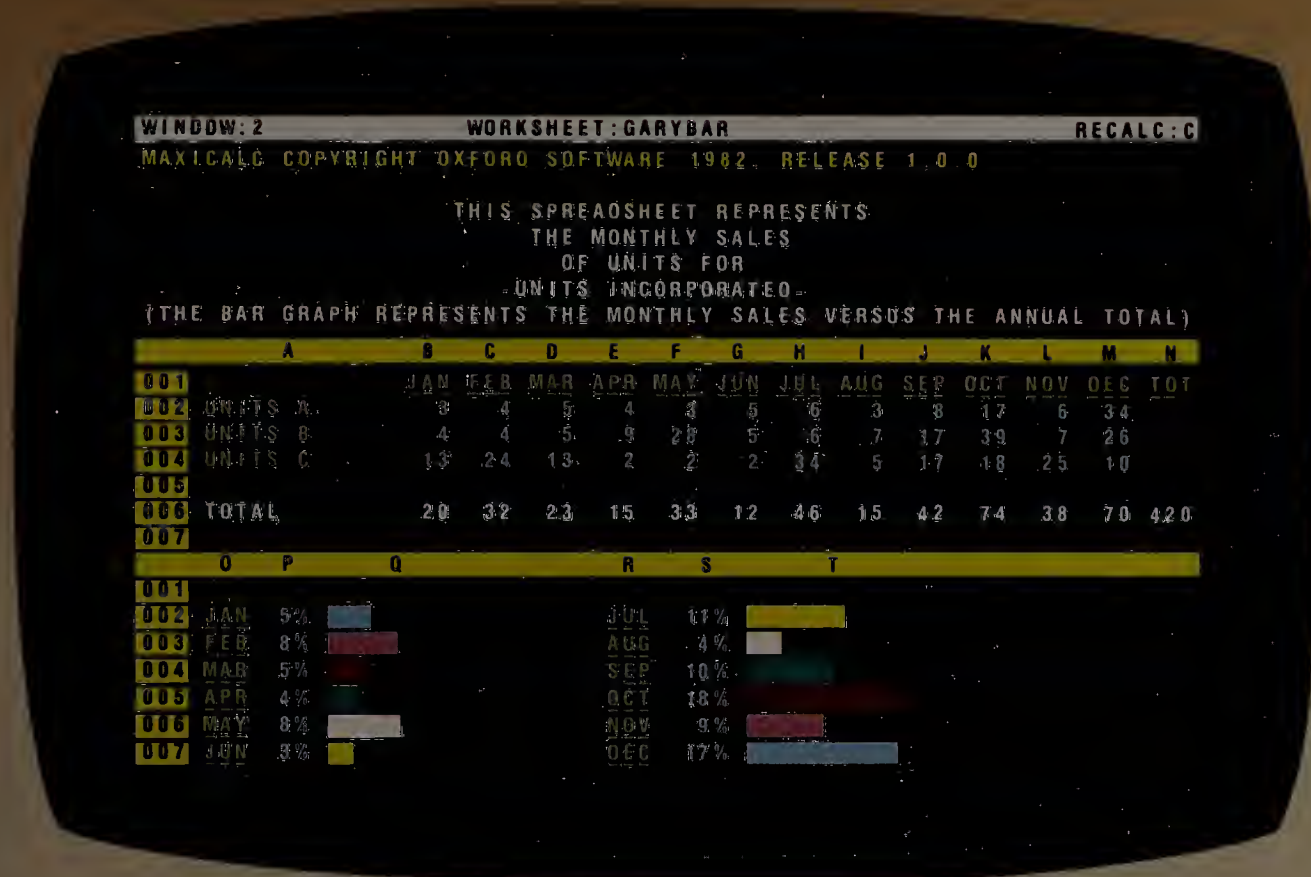 WINDOW:2 WORKSHEET:GARYBAR RECALC:C
MAXICALC COPYRIGHT OXFORD SOFTWARE 1982. RELEASE 1.0.0
THIS SPREADSHEET REPRESENTS
THE MONTHLY SALES
OF UNITS FOR
-UNITS INCORPORATED-
(THE BAR GRAPH REPRESENTS THE MONTHLY SALES VERSUS THE ANNUAL TOTAL)
A B C D E F G H I J K L M N
001 JAN FEB MAR APR MAY JUN JUL AUG SEP OCT NOV DEC TOT
002 UNITS A 3 4 5 4 3 5 6 3 8 17 6 34
003 UNITS B 4 4 5 9 28 5 6 7 17 39 7 26
004 UNITS C 13 24 13 2 2 2 34 5 17 18 25 10
005
006 TOTAL 20 32 23 15 33 12 46 15 42 74 38 70 420
007
O P Q R S T
001
002 JAN 5% JUL 11%
003 FEB 8% AUG 4%
004 MAR 5% SEP 10%
005 APR 4% OCT 18%
006 MAY 8% NOV 9%
007 JUN 3% DEC 17%